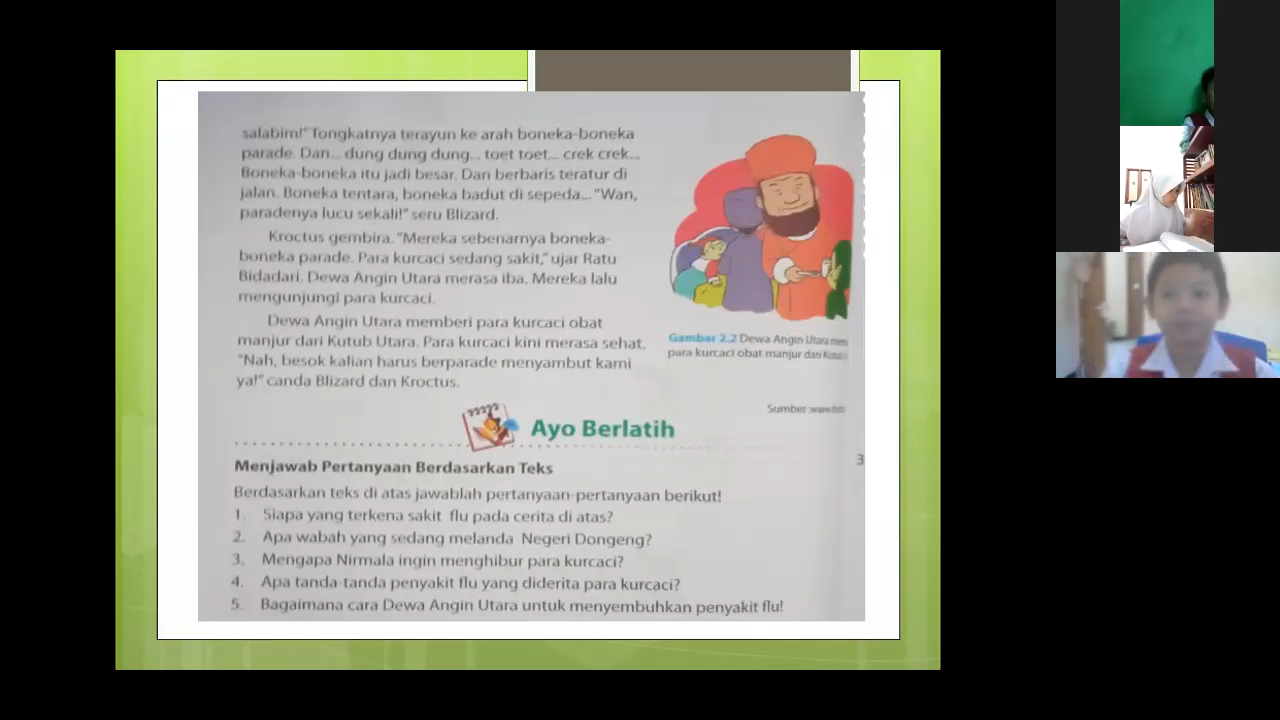 salabim!" Tongkatnya terayun ke arah boneka-boneka
parade. Dan... dung dung dung... toet toet... crek crek...
Boneka-boneka itu jadi besar. Dan berbaris teratur di
jalan. Boneka tentara, boneka badut di sepeda... "Wan,
paradenya lucu sekali!" seru Blizard.
Kroctus gembira. "Mereka sebenarnya boneka-
boneka parade. Para kurcaci sedang sakit," ujar Ratu
Bidadari. Dewa Angin Utara merasa iba. Mereka lalu
mengunjungi para kurcaci.
Dewa Angin Utara memberi para kurcaci obat
manjur dari Kutub Utara. Para kurcaci kini merasa sehat.
"Nah, besok kalian harus berparade menyambut kami
ya!" canda Blizard dan Kroctus.
Gambar 2.2 Dewa Angin Utara
para kurcaci obat manjur dari
Sumber :www.
Ayo Berlatih
3
Menjawab Pertanyaan Berdasarkan Teks
Berdasarkan teks di atas jawablah pertanyaan-pertanyaan berikut!
1. Siapa yang terkena sakit flu pada cerita di atas?
2. Apa wabah yang sedang melanda Negeri Dongeng?
3. Mengapa Nirmala ingin menghibur para kurcaci?
4. Apa tanda-tanda penyakit flu yang diderita para kurcaci?
5. Bagaimana cara Dewa Angin Utara untuk menyembuhkan penyakit flu!